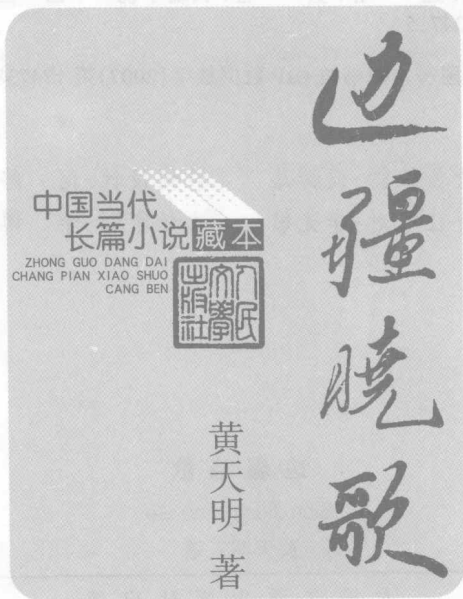 边疆晓歌
中国当代
长篇小说藏本
ZHONG GUO DANG DAI
CHANG PIAN XIAO SHUO
CANG BEN
人民文学出版社
黄天明 著